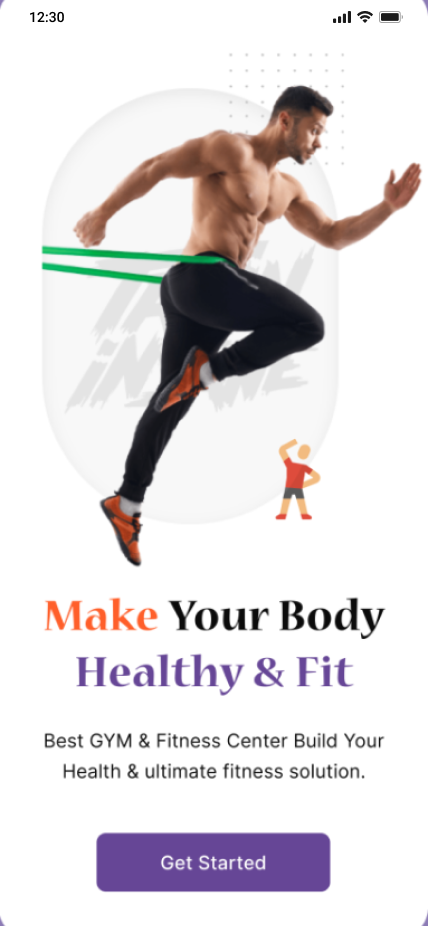 12:30
Make Your Body
Healthy & Fit
Best GYM & Fitness Center Build Your
Health & ultimate fitness solution.
Get Started